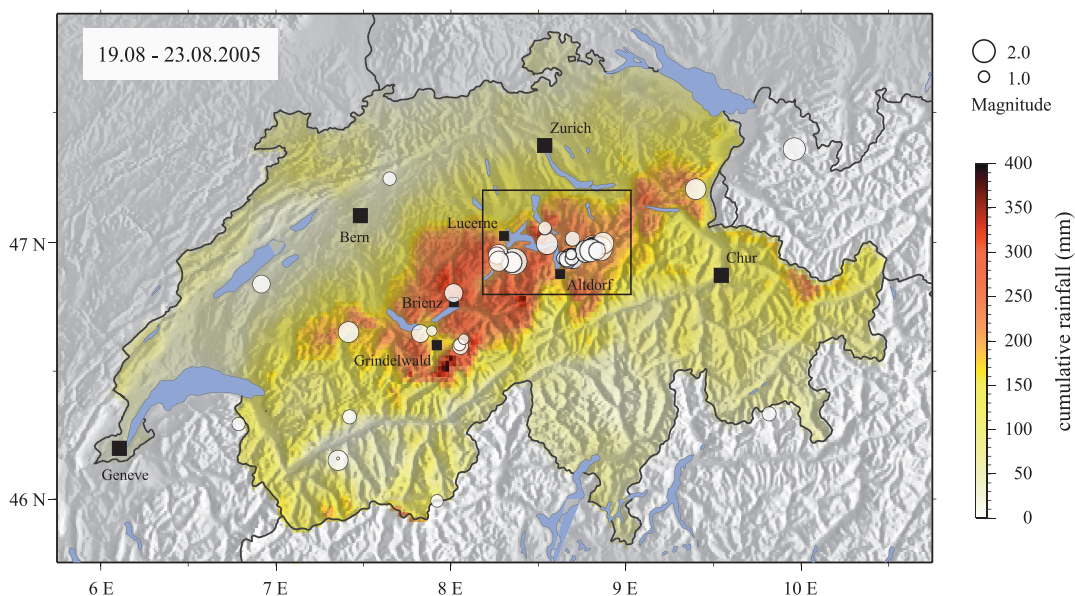 19.08 - 23.08.2005
2.0
1.0
Magnitude
Zurich
400
350
Lucerne
Bern
47 N
300
Chur
Altdorf
250
Brienz
200
Grindelwald
150
100
Geneve
50
46 N
0
cumulative rainfall (mm)
6 E
7 E
8 E
9 E
10 E